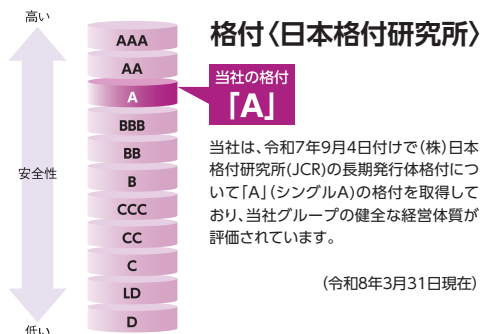 高い
安全性
低い
AAA
AA
A
BBB
BB
B
CCC
CC
C
LD
D
格付〈日本格付研究所〉
当社の格付
「A」
当社は、令和7年9月4日付けで(株)日本
格付研究所(JCR)の長期発行体格付につ
いて「A」(シングルA)の格付を取得して
おり、当社グループの健全な経営体質が
評価されています。
(令和8年3月31日現在)